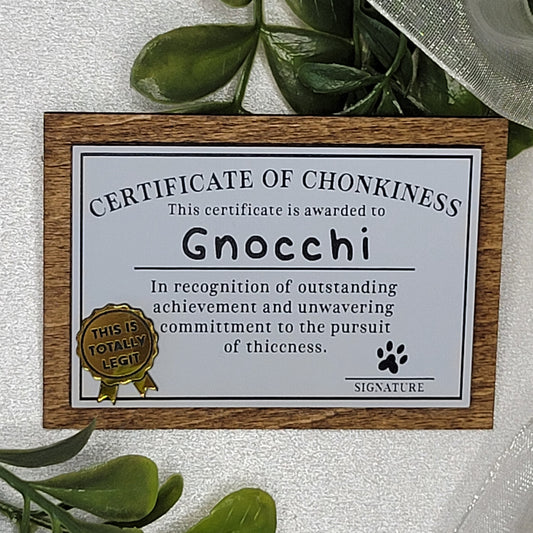 CERTIFICATE OF CHONKINESS
This certificate is awarded to
Gnocchi
In recognition of outstanding
achievement and unwavering
committment to the pursuit
of thiccness.
THIS IS
TOTALLY
LEGIT
SIGNATURE